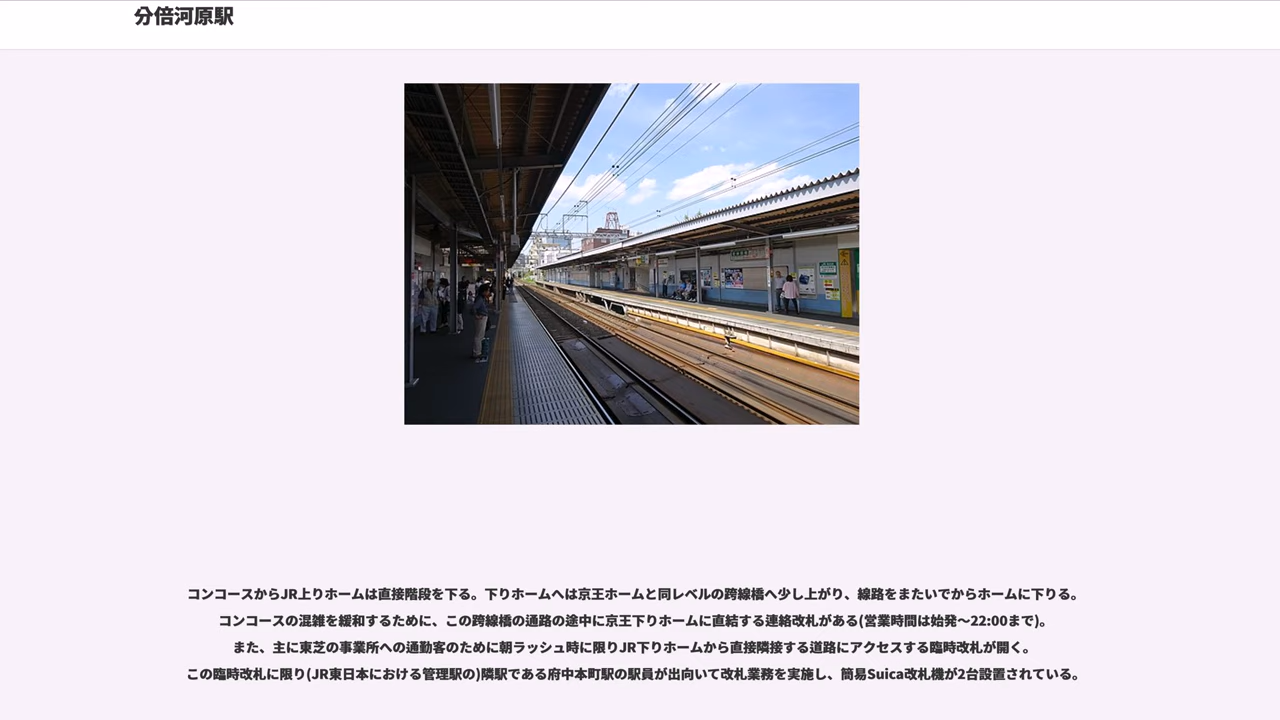 分倍河原駅
コンコースからJR上りホームは直接階段を下る。下りホームへは京王ホームと同レベルの跨線橋へ少し上がり、線路をまたいでからホームに下りる。
コンコースの混雑を緩和するために、この跨線橋の通路の途中に京王下りホームに直結する連絡改札がある(営業時間は始発〜22:00まで)。
また、主に東芝の事業所への通勤客のために朝ラッシュ時に限りJR下りホームから直接隣接する道路にアクセスする臨時改札が開く。
この臨時改札に限り(JR東日本における管理駅の)隣駅である府中本町駅の駅員が出向いて改札業務を実施し、簡易Suica改札機が2台設置されている。